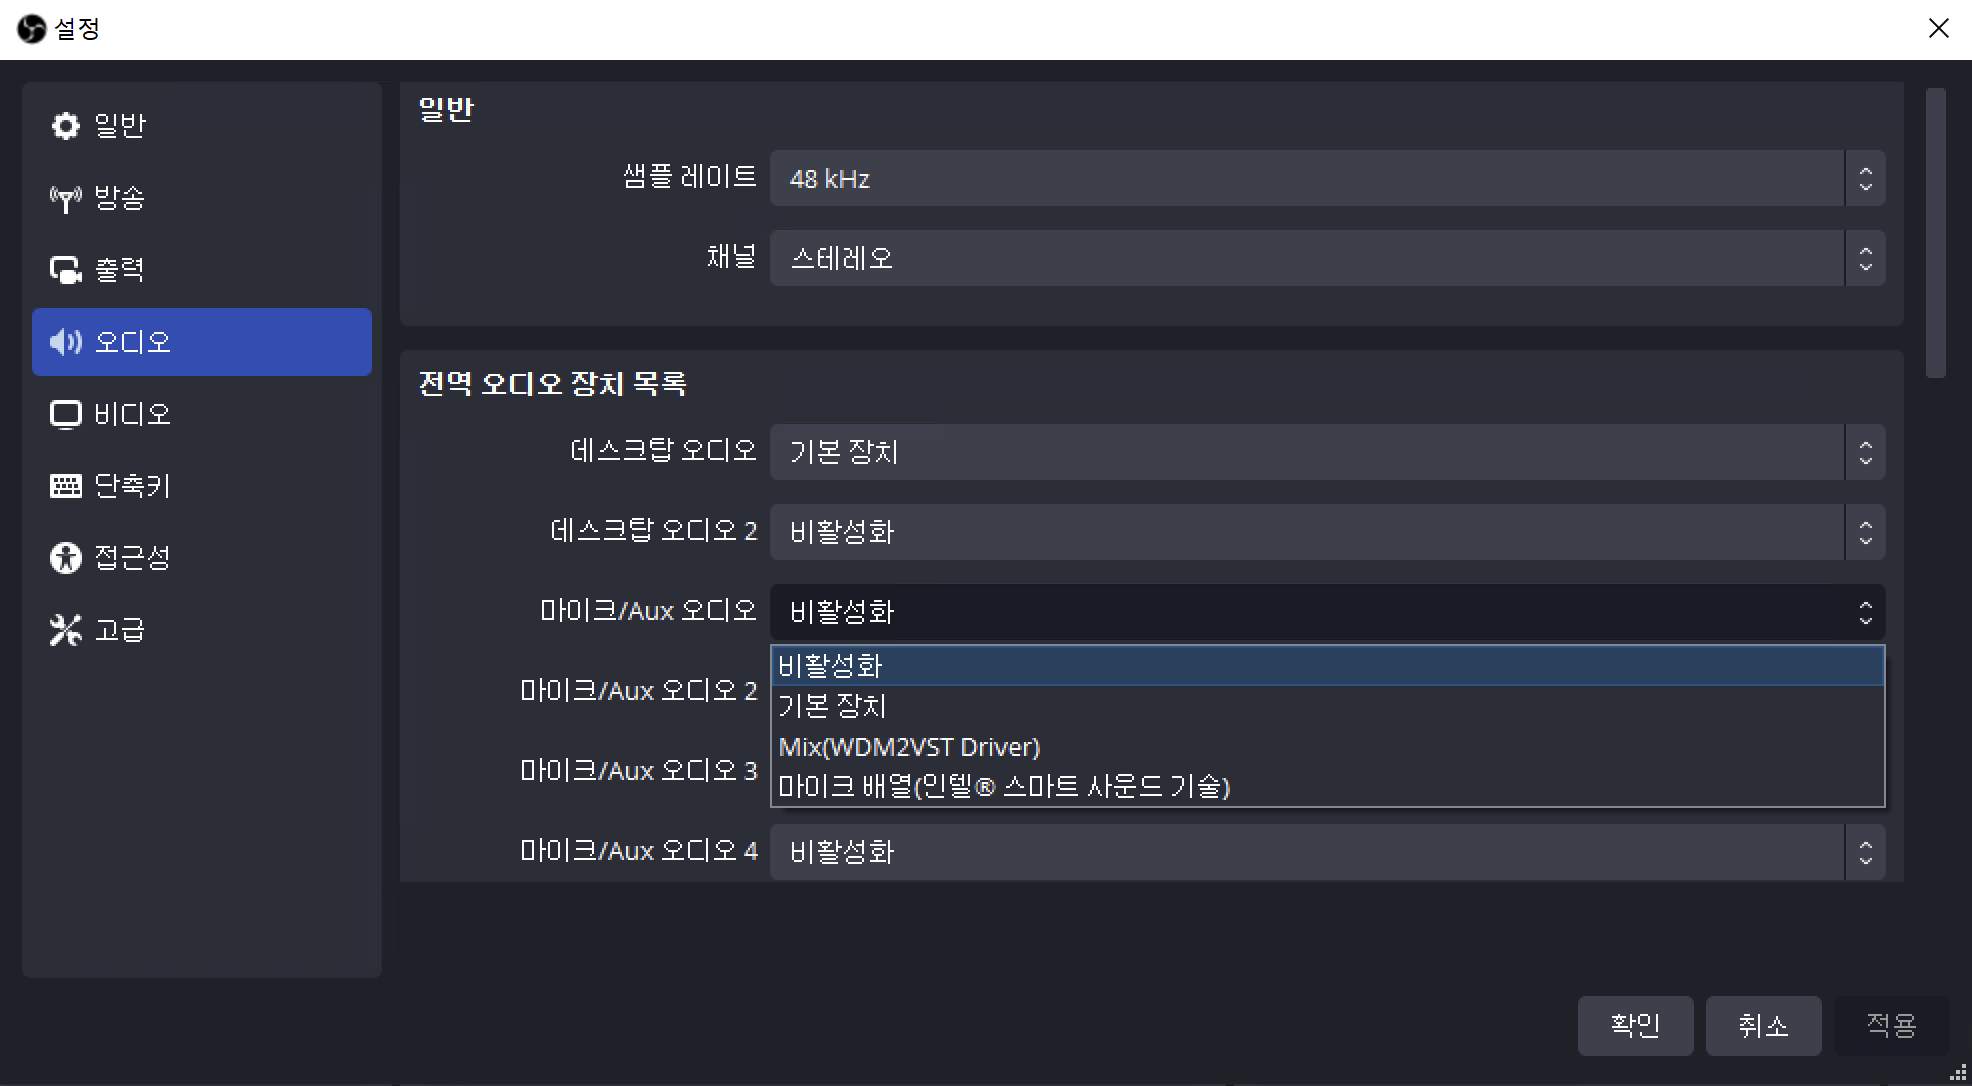 설정
일반
방송
출력
오디오
비디오
단축키
접근성
고급
일반
샘플 레이트 48 kHz
채널 스테레오
전역 오디오 장치 목록
데스크탑 오디오 기본 장치
데스크탑 오디오 2 비활성화
마이크/Aux 오디오 비활성화
비활성화
기본 장치
Mix(WDM2VST Driver)
마이크 배열(인텔® 스마트 사운드 기술)
마이크/Aux 오디오 2
마이크/Aux 오디오 3
마이크/Aux 오디오 4 비활성화
확인 취소 적용